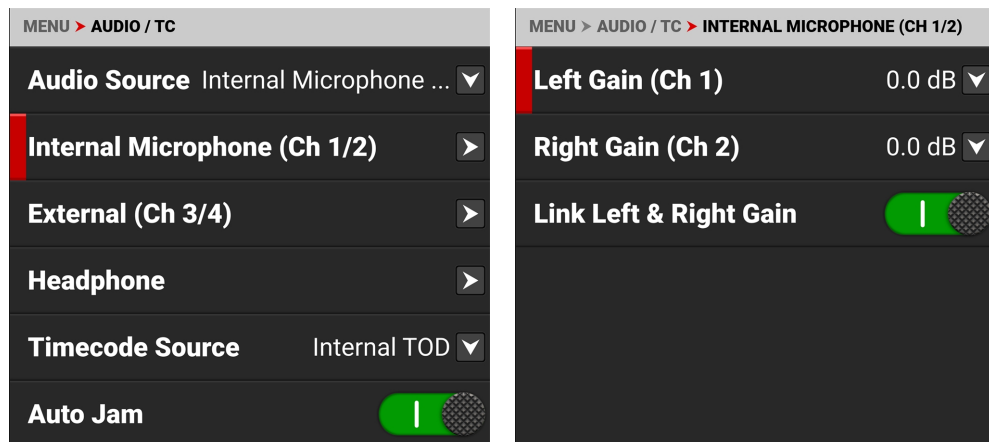 MENU ➤ AUDIO / TC
Audio Source Internal Microphone ...
Internal Microphone (Ch 1/2)
External (Ch 3/4)
Headphone
Timecode Source Internal TOD
Auto Jam
MENU ➤ AUDIO / TC ➤ INTERNAL MICROPHONE (CH 1/2)
Left Gain (Ch 1) 0.0 dB
Right Gain (Ch 2) 0.0 dB
Link Left & Right Gain